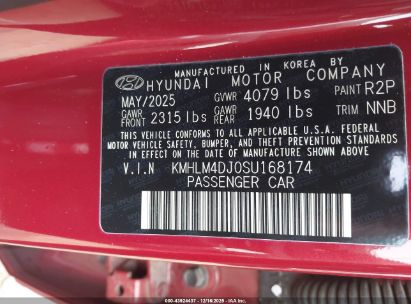 MANUFACTURED IN KOREA BY
HYUNDAI MOTOR COMPANY
MAY/2025 GVWR 4079 lbs PAINT R2P
GAWR FRONT 2315 lbs GAWR REAR 1940 lbs TRIM NNB
THIS VEHICLE CONFORMS TO ALL APPLICABLE U.S.A. FEDERAL
MOTOR VEHICLE SAFETY, BUMPER, AND THEFT PREVENTION STANDARDS
IN EFFECT ON THE DATE OF MANUFACTURE SHOWN ABOVE.
V.I.N KMHLM4DJ0SU168174
PASSENGER CAR